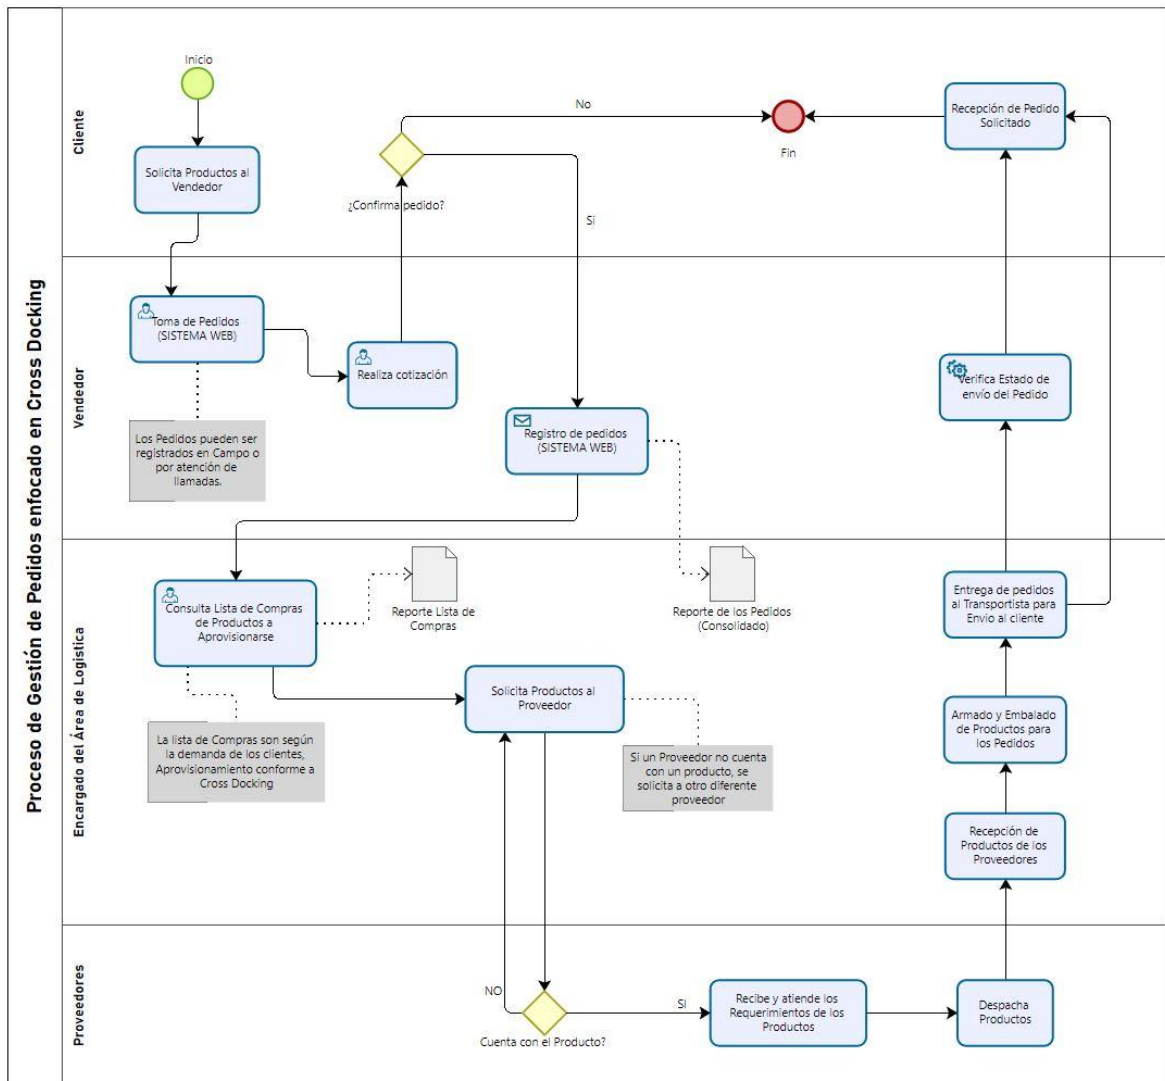 Proceso de Gestión de Pedidos enfocado en Cross Docking
Cliente
Inicio
Solicita Productos al
Vendedor
¿Confirma pedido?
No
Si
Fin
Recepción de Pedido
Solicitado
Vendedor
Toma de Pedidos
(SISTEMA WEB)
Los Pedidos pueden ser
registrados en Campo o
por atención de
llamadas.
Realiza cotización
Registro de pedidos
(SISTEMA WEB)
Verifica Estado de
envío del Pedido
Encargado del Área de Logistica
Consulta Lista de Compras
de Productos a
Aprovisionarse
Reporte Lista de
Compras
Reporte de los Pedidos
(Consolidado)
La lista de Compras son según
la demanda de los clientes,
Aprovisionamiento conforme a
Cross Docking
Solicita Productos al
Proveedor
Si un Proveedor no cuenta
con un producto, se
solicita a otro diferente
proveedor
Entrega de pedidos
al Transportista para
Envio al cliente
Armado y Embalado
de Productos para
los Pedidos
Recepción de
Productos de los
Proveedores
Proveedores
NO
Cuenta con el Producto?
SI
Recibe y atiende los
Requerimientos de los
Productos
Despacha
Productos